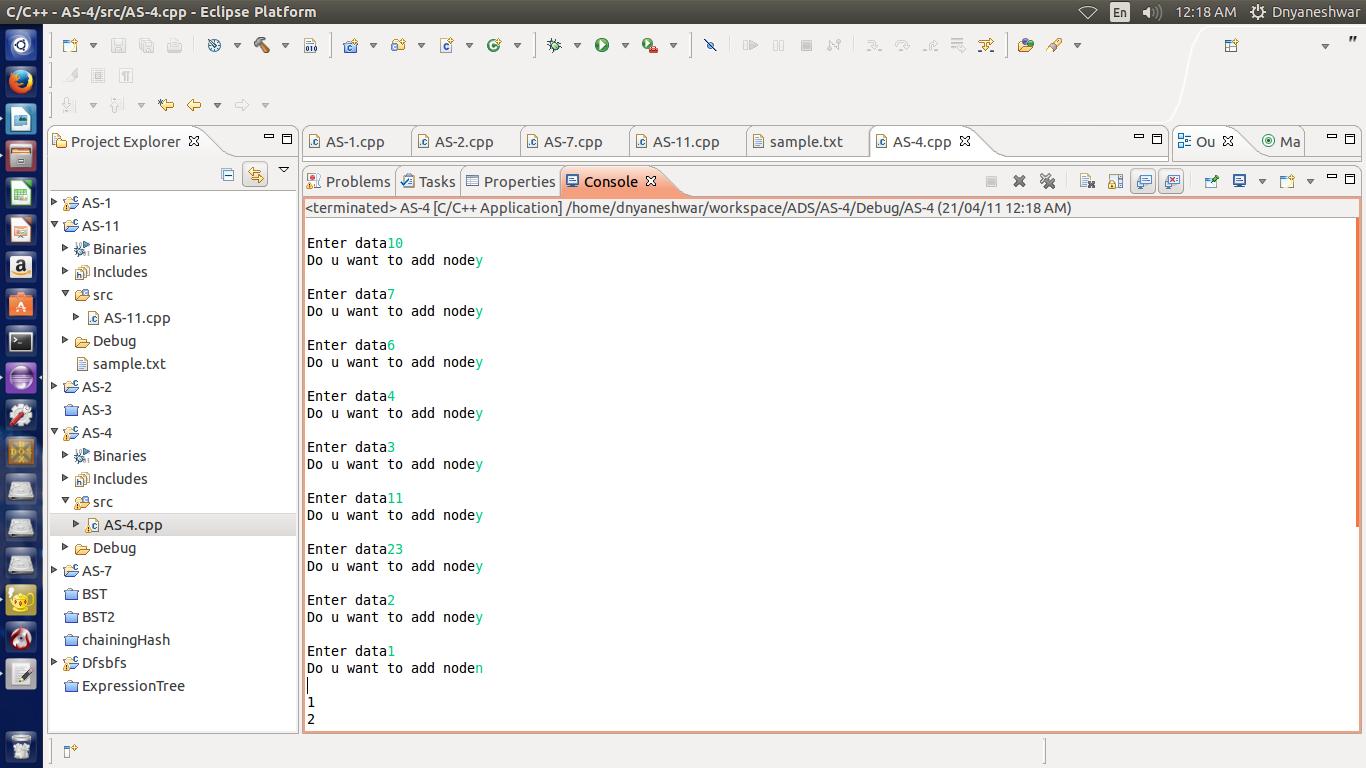 C/C++ - AS-4/src/AS-4.cpp - Eclipse Platform
En
12:18 AM
Dnyaneshwar
Project Explorer
AS-1.cpp
AS-2.cpp
AS-7.cpp
AS-11.cpp
sample.txt
AS-4.cpp
Ou
Ma
Problems
Tasks
Properties
Console
<terminated> AS-4 [C/C++ Application] /home/dnyaneshwar/workspace/ADS/AS-4/Debug/AS-4 (21/04/11 12:18 AM)
AS-1
AS-11
Binaries
Includes
src
AS-11.cpp
Debug
sample.txt
AS-2
AS-3
AS-4
Binaries
Includes
src
AS-4.cpp
Debug
AS-7
BST
BST2
chainingHash
Dfsbfs
ExpressionTree
Enter data10
Do u want to add nodey
Enter data7
Do u want to add nodey
Enter data6
Do u want to add nodey
Enter data4
Do u want to add nodey
Enter data3
Do u want to add nodey
Enter data11
Do u want to add nodey
Enter data23
Do u want to add nodey
Enter data2
Do u want to add nodey
Enter data1
Do u want to add noden
1
2